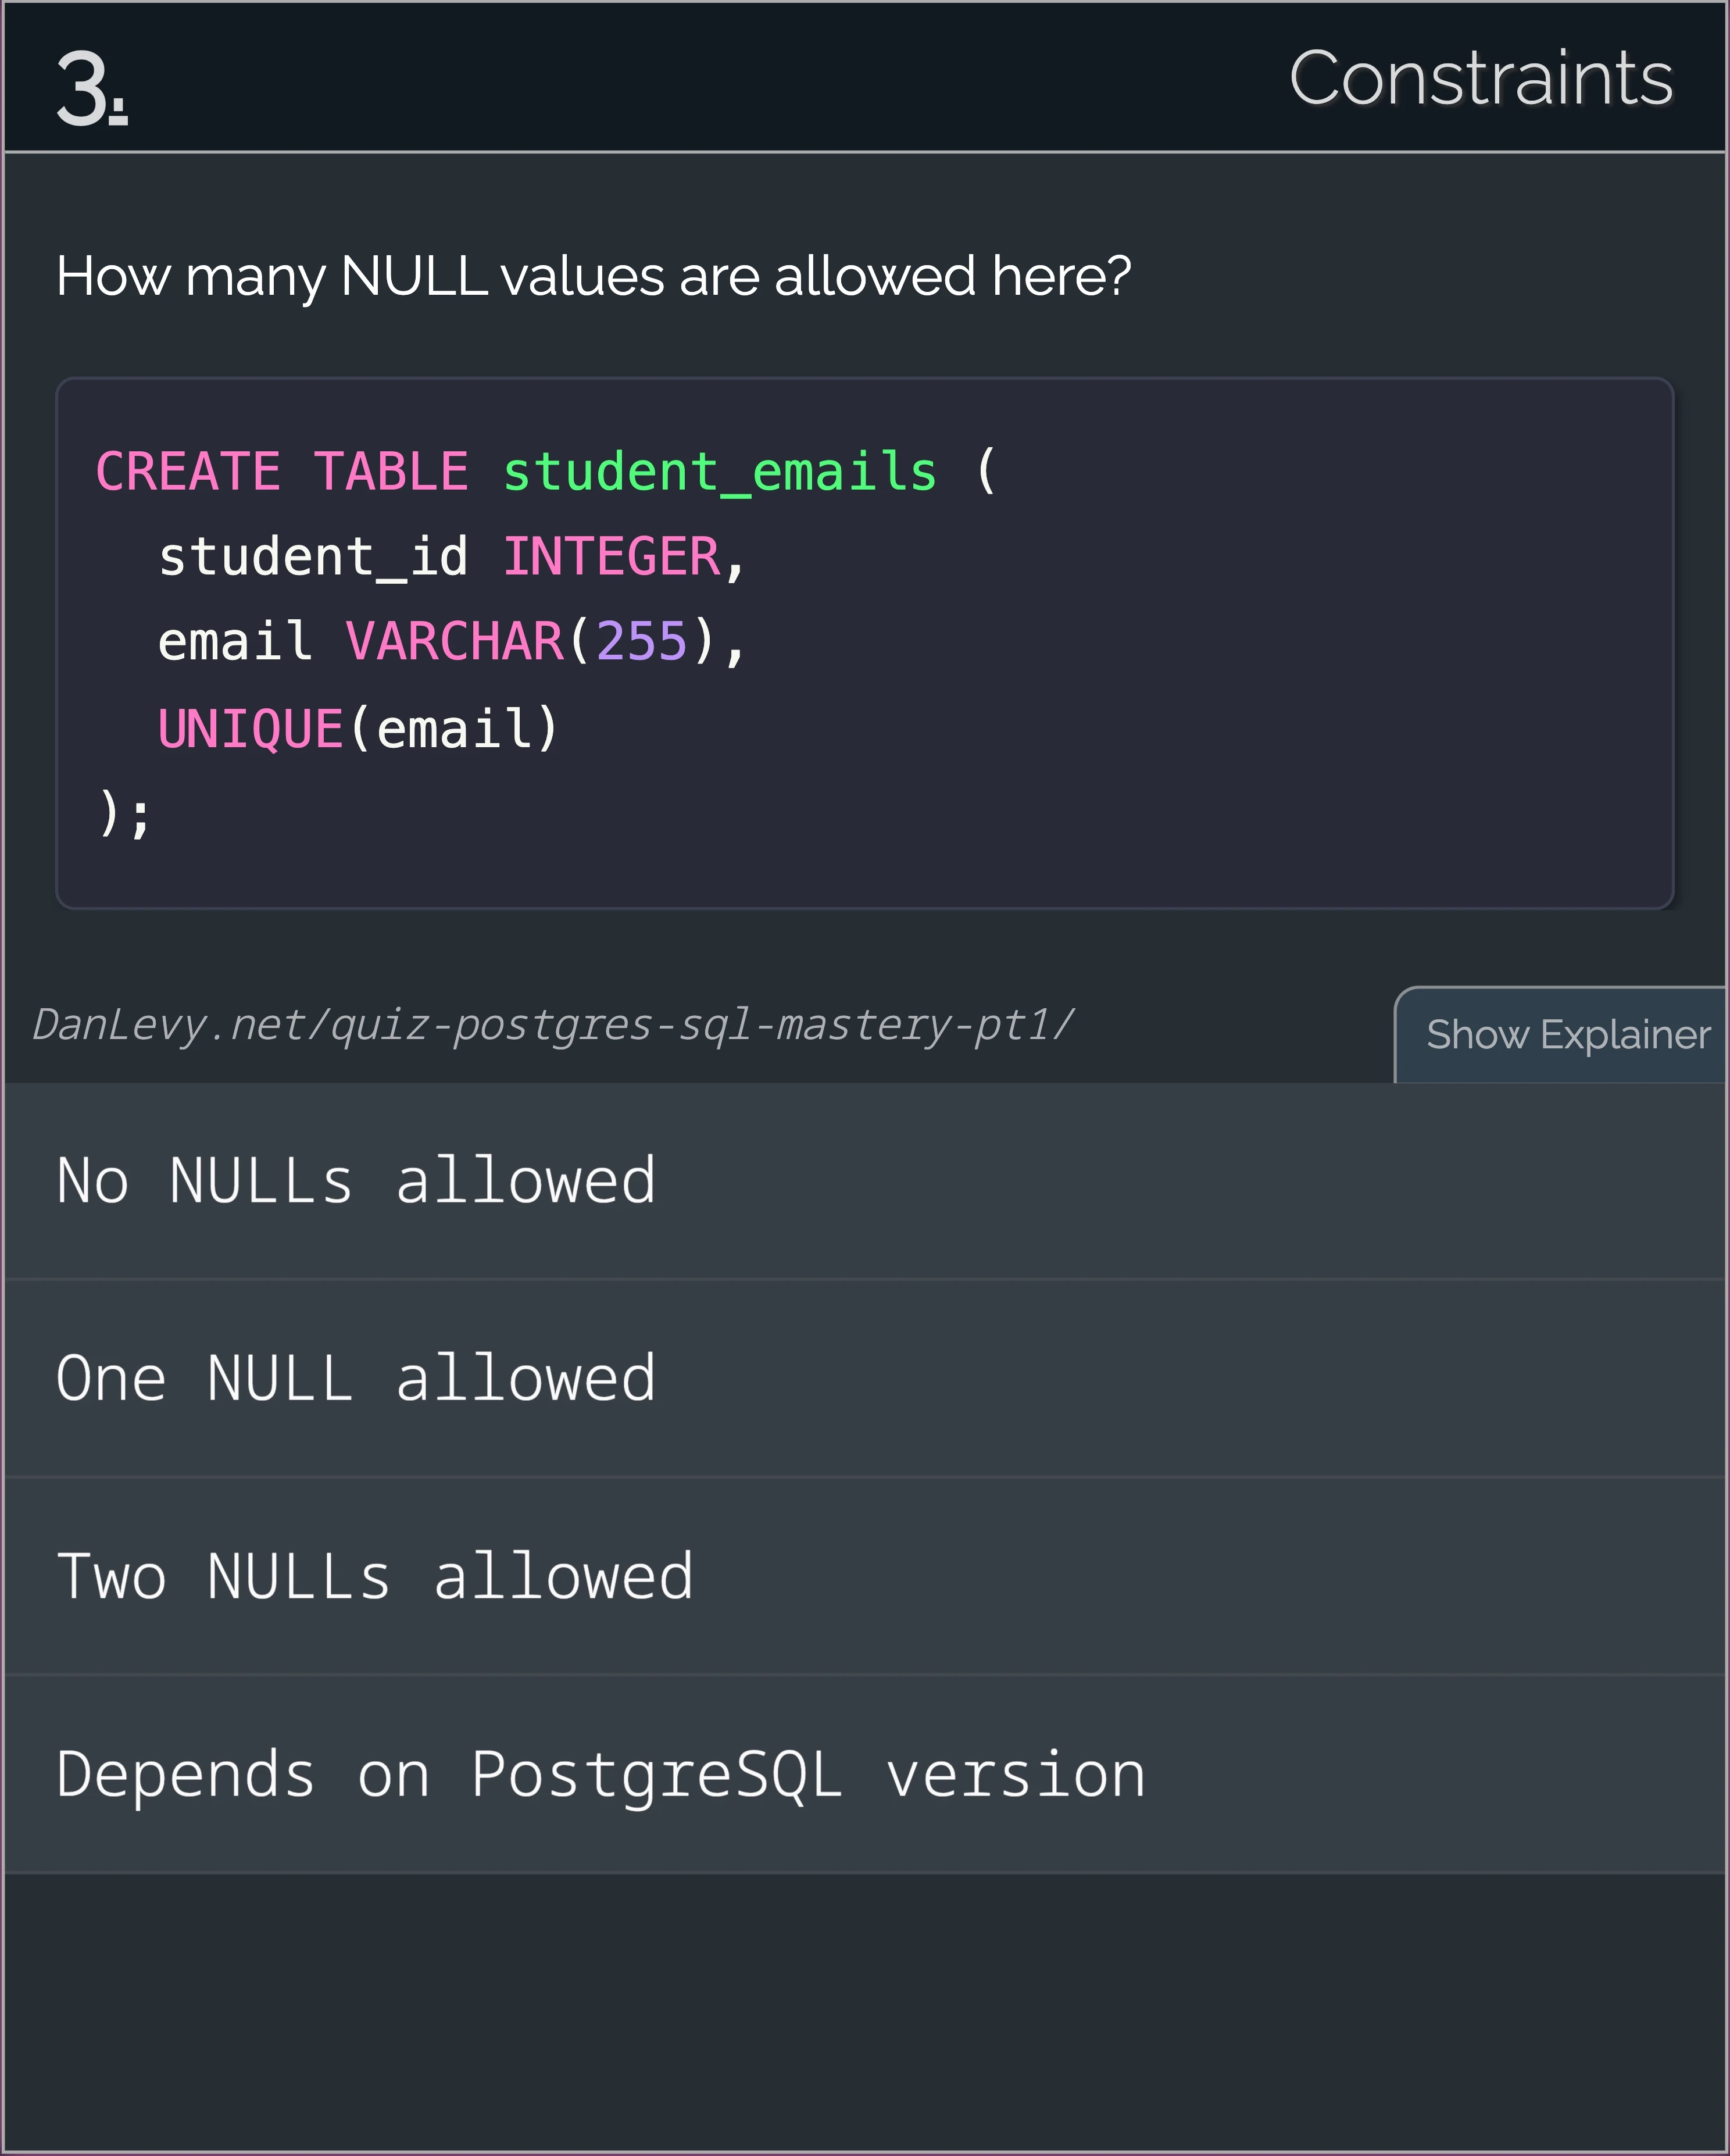 3.
Constraints
How many NULL values are allowed here?
CREATE TABLE student_emails (
  student_id INTEGER,
  email VARCHAR(255),
  UNIQUE(email)
);
DanLevy.net/quiz-postgres-sql-mastery-pt1/
Show Explainer
No NULLs allowed
One NULL allowed
Two NULLs allowed
Depends on PostgreSQL version